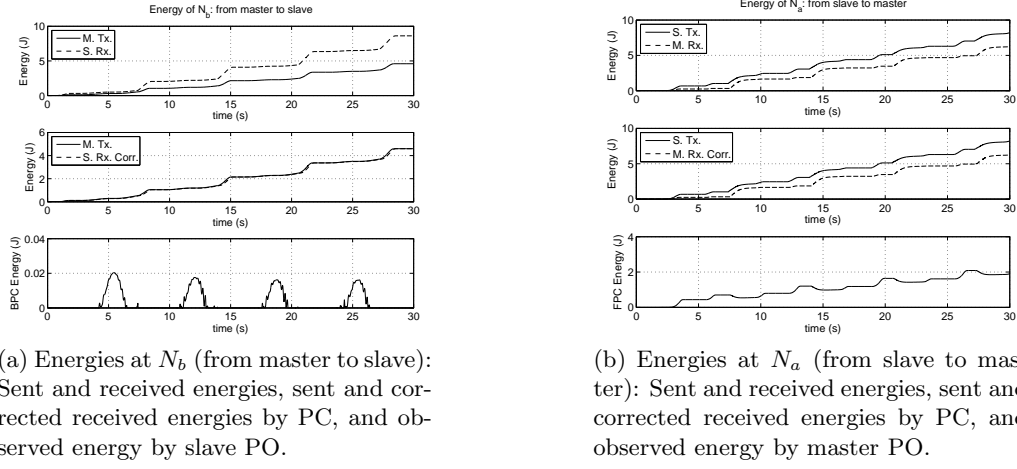 Energy of N_b: from master to slave
Energy (J)
10
5
0
M. Tx.
S. Rx.
0 5 10 15 20 25 30
time (s)
Energy (J)
6
4
2
0
M. Tx.
S. Rx. Corr.
0 5 10 15 20 25 30
time (s)
BPC Energy (J)
0.04
0.02
0
0 5 10 15 20 25 30
time (s)
(a) Energies at N_b (from master to slave):
Sent and received energies, sent and cor-
rected received energies by PC, and ob-
served energy by slave PO.
Energy of N_a: from slave to master
Energy (J)
10
5
0
S. Tx.
M. Rx.
0 5 10 15 20 25 30
time (s)
Energy (J)
10
5
0
S. Tx.
M. Rx. Corr.
0 5 10 15 20 25 30
time (s)
FPC Energy (J)
4
2
0
0 5 10 15 20 25 30
time (s)
(b) Energies at N_a (from slave to mas
ter): Sent and received energies, sent and
corrected received energies by PC, and
observed energy by master PO.